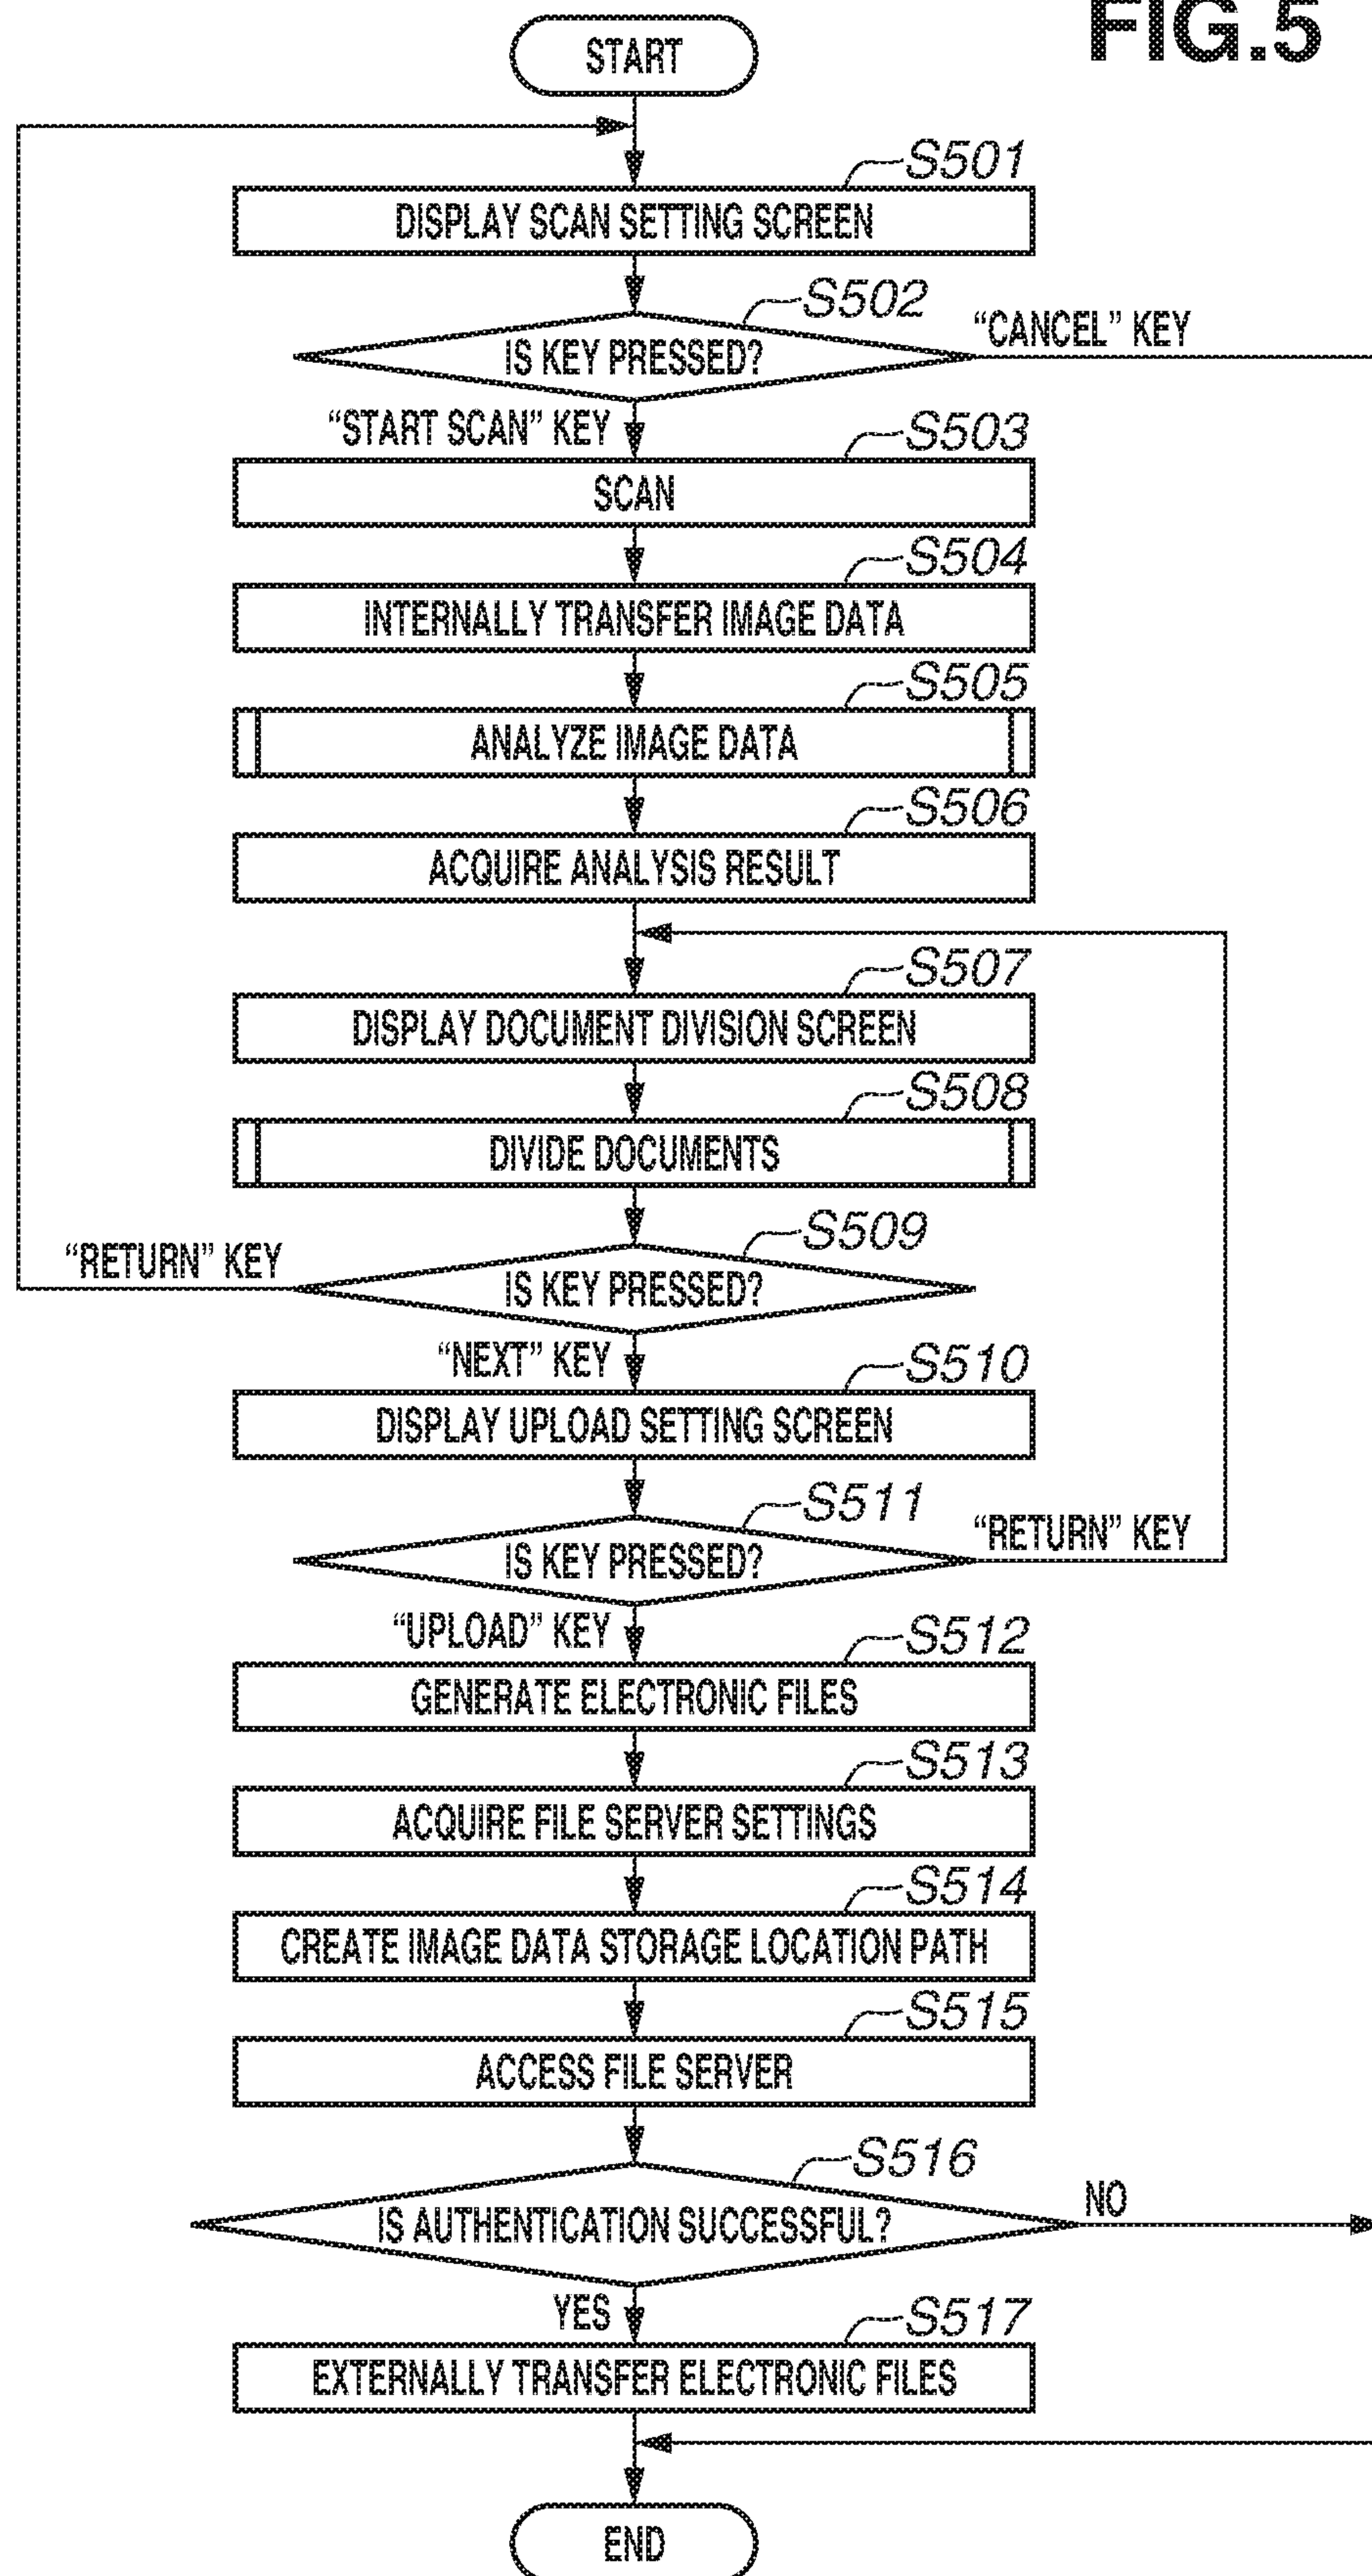 FIG.5
START
S501
DISPLAY SCAN SETTING SCREEN
S502
IS KEY PRESSED?
“CANCEL” KEY
“START SCAN” KEY
S503
SCAN
S504
INTERNALLY TRANSFER IMAGE DATA
S505
ANALYZE IMAGE DATA
S506
ACQUIRE ANALYSIS RESULT
S507
DISPLAY DOCUMENT DIVISION SCREEN
S508
DIVIDE DOCUMENTS
S509
“RETURN” KEY
IS KEY PRESSED?
“NEXT” KEY
S510
DISPLAY UPLOAD SETTING SCREEN
S511
IS KEY PRESSED?
“RETURN” KEY
“UPLOAD” KEY
S512
GENERATE ELECTRONIC FILES
S513
ACQUIRE FILE SERVER SETTINGS
S514
CREATE IMAGE DATA STORAGE LOCATION PATH
S515
ACCESS FILE SERVER
S516
IS AUTHENTICATION SUCCESSFUL?
NO
YES
S517
EXTERNALLY TRANSFER ELECTRONIC FILES
END